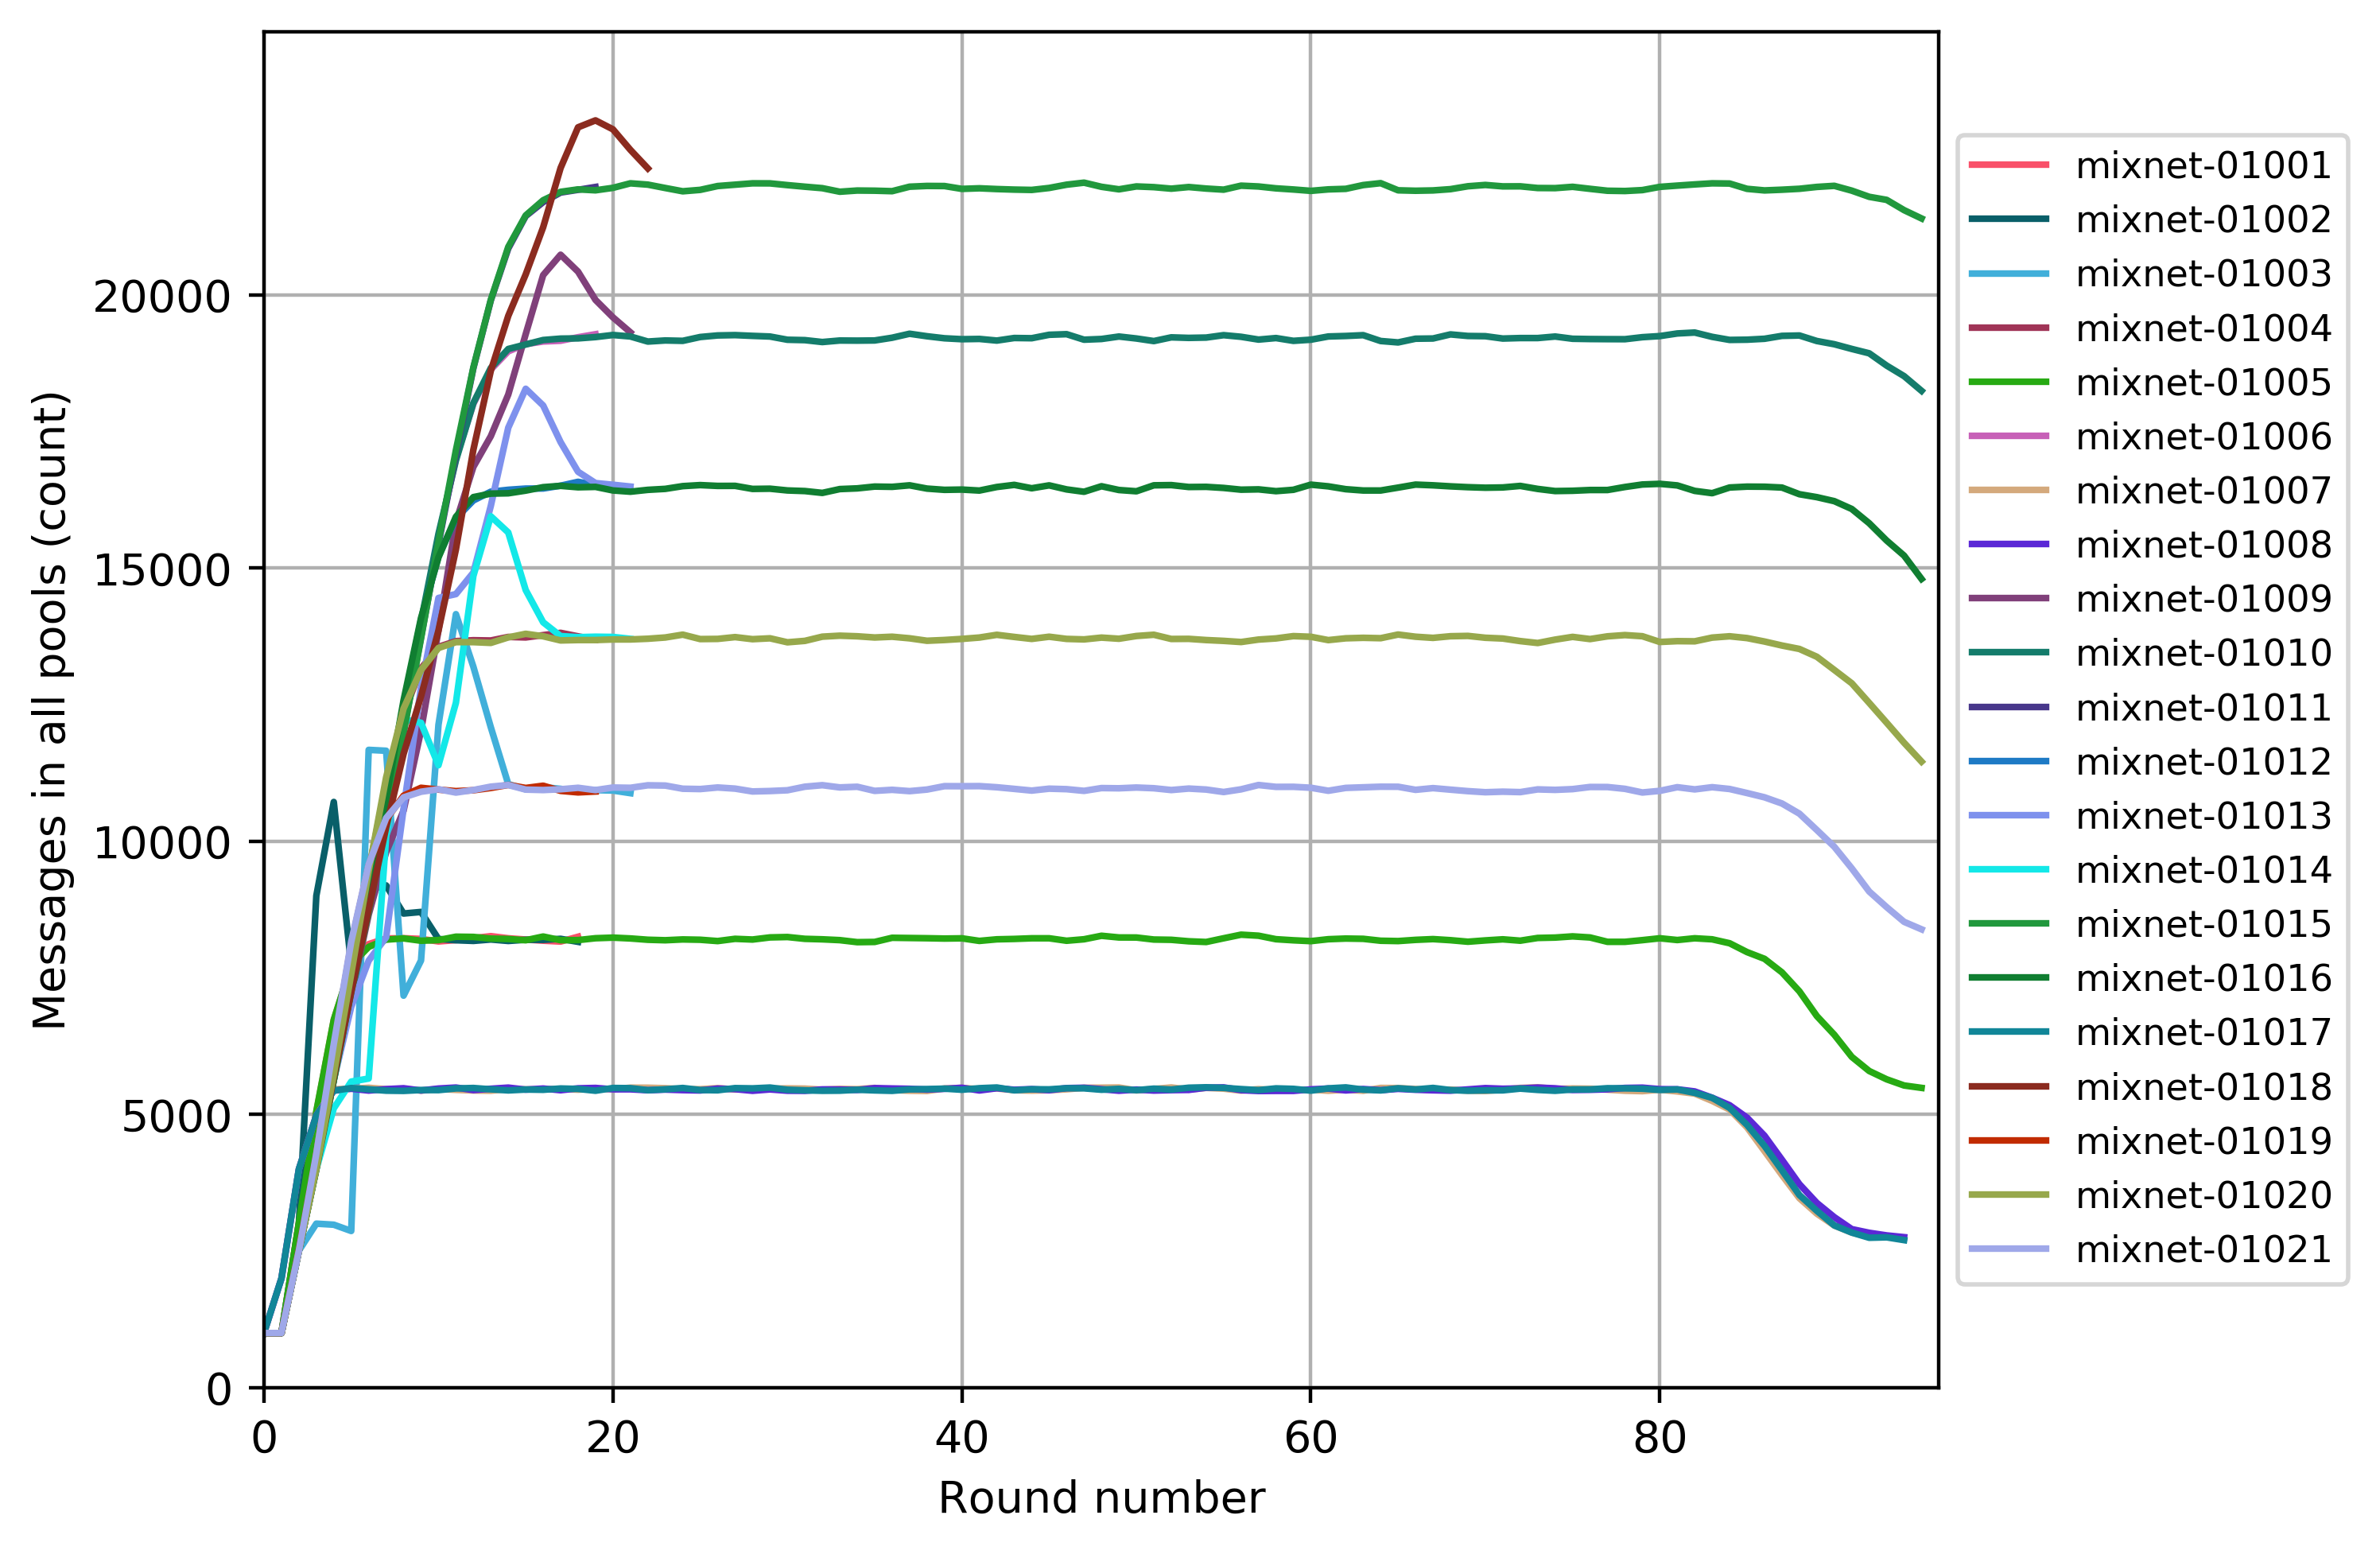 Messages in all pools (count)
20000
15000
10000
5000
0
0 20 40 60 80
Round number
mixnet-01001
mixnet-01002
mixnet-01003
mixnet-01004
mixnet-01005
mixnet-01006
mixnet-01007
mixnet-01008
mixnet-01009
mixnet-01010
mixnet-01011
mixnet-01012
mixnet-01013
mixnet-01014
mixnet-01015
mixnet-01016
mixnet-01017
mixnet-01018
mixnet-01019
mixnet-01020
mixnet-01021